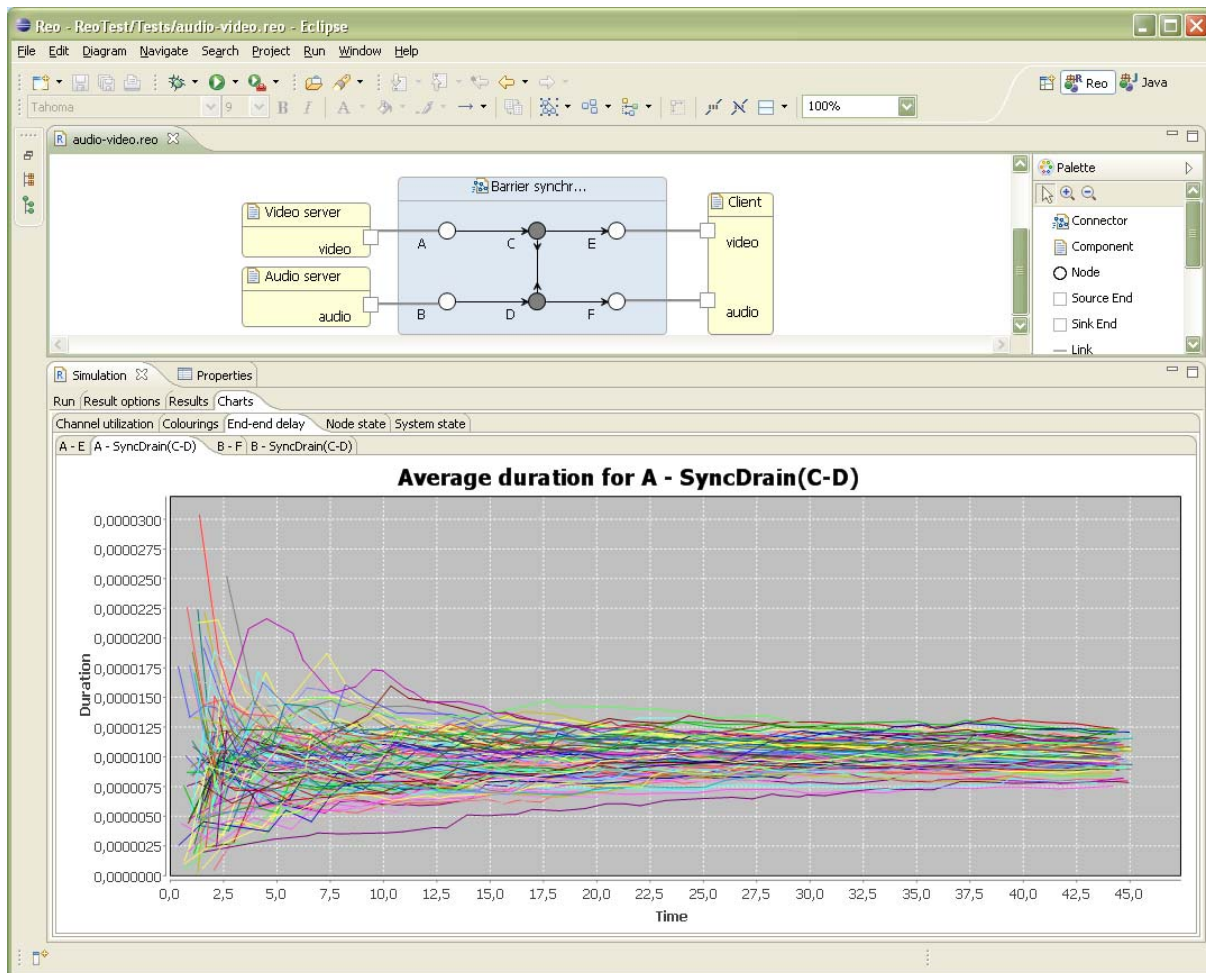 Reo - ReoTest/Tests/audio-video.reo - Eclipse
File Edit Diagram Navigate Search Project Run Window Help
Reo Java
Tahoma 9 B I A 100%
audio-video.reo
Palette
Barrier synchr...
Video server
video
Audio server
audio
A C E
B D F
Client
video
audio
Connector
Component
Node
Source End
Sink End
Link
Simulation Properties
Run Result options Results Charts
Channel utilization Colourings End-end delay Node state System state
A - E A - SyncDrain(C-D) B - F B - SyncDrain(C-D)
Average duration for A - SyncDrain(C-D)
0,0000300
0,0000275
0,0000250
0,0000225
0,0000200
0,0000175
0,0000150
0,0000125
0,0000100
0,0000075
0,0000050
0,0000025
0,0000000
Duration
0,0 2,5 5,0 7,5 10,0 12,5 15,0 17,5 20,0 22,5 25,0 27,5 30,0 32,5 35,0 37,5 40,0 42,5 45,0
Time